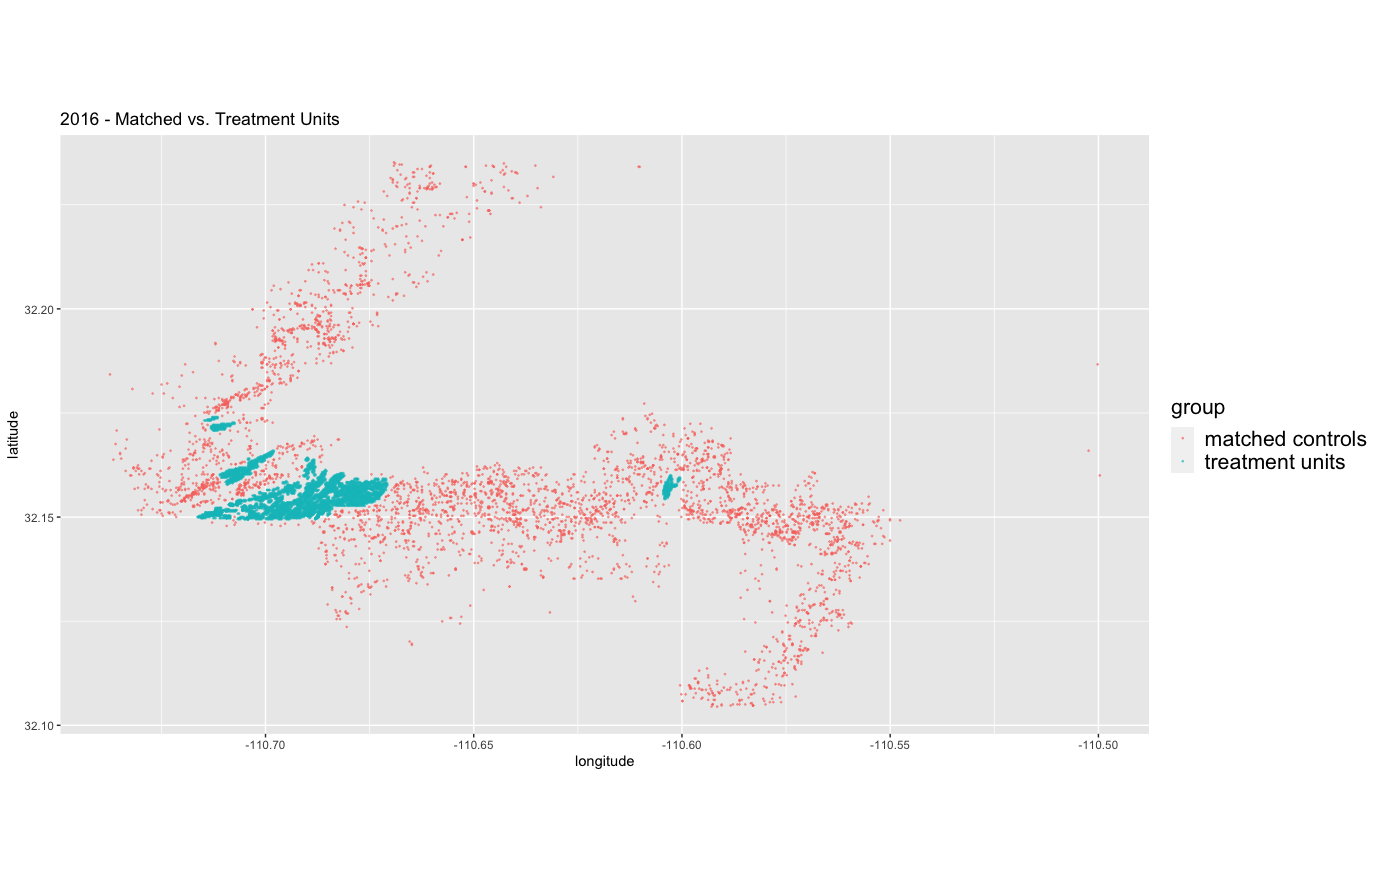 2016 - Matched vs. Treatment Units
latitude
32.20
32.15
32.10
-110.70
-110.65
-110.60
-110.55
-110.50
longitude
group
matched controls
treatment units